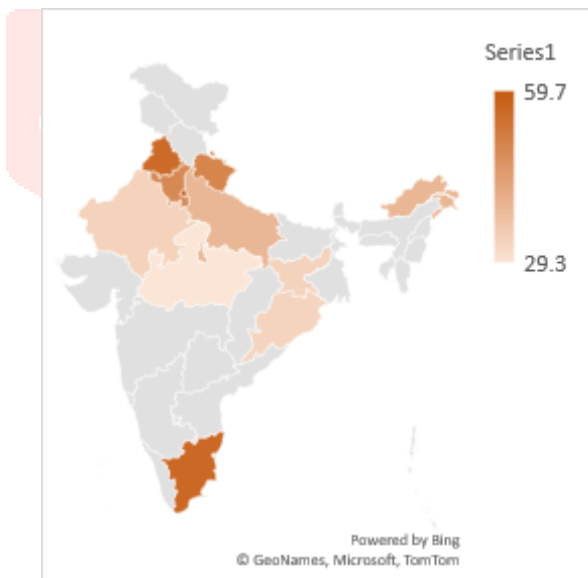 Series1
59.7
29.3
Powered by Bing
© GeoNames, Microsoft, TomTom